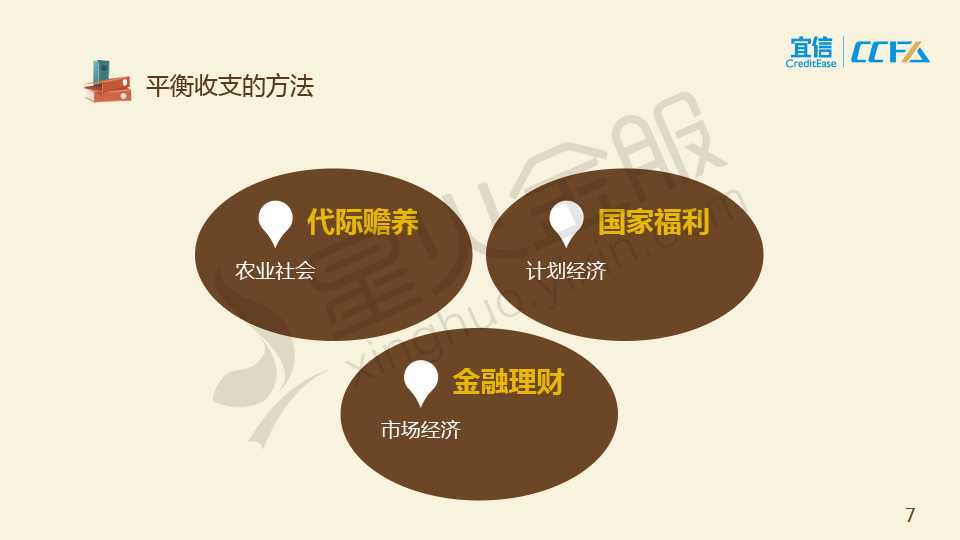 宜信
CreditEase
CCFA
平衡收支的方法
代际赡养
农业社会
国家福利
计划经济
金融理财
市场经济
星火金服
xinghuo.yixin.com
7